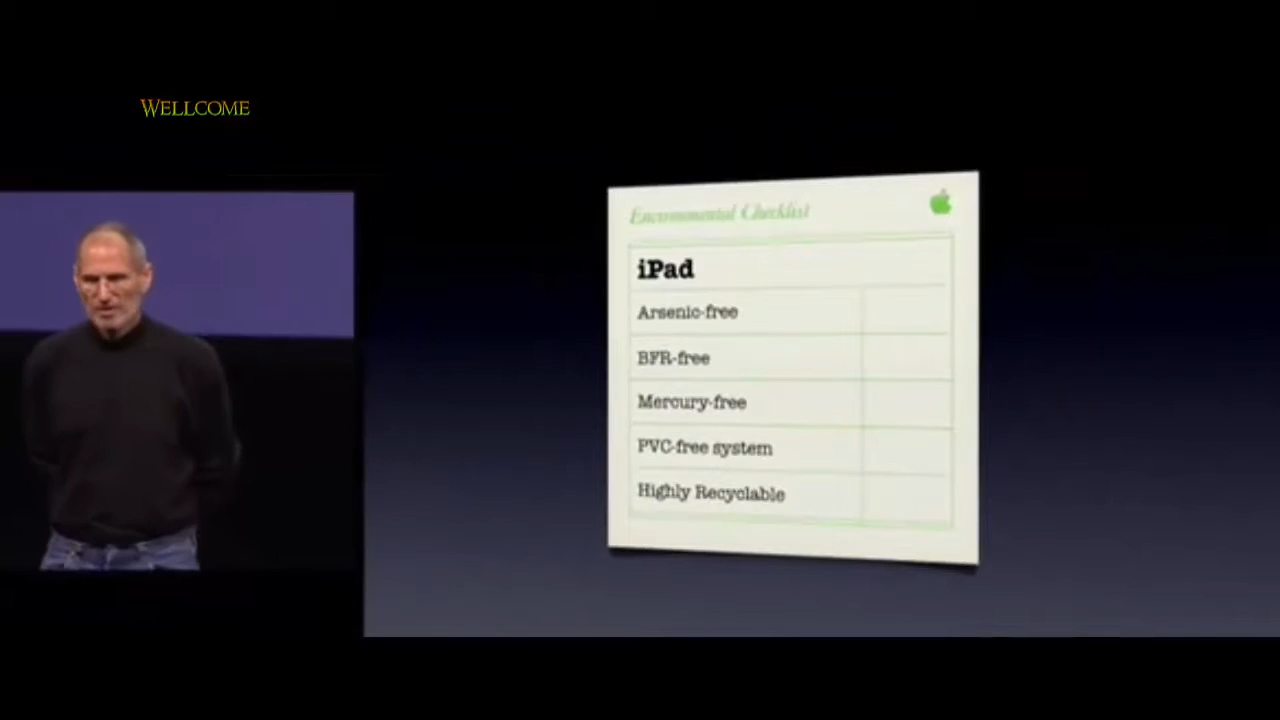 WELLCOME
Environmental Checklist
iPad
Arsenic-free
BFR-free
Mercury-free
PVC-free system
Highly Recyclable